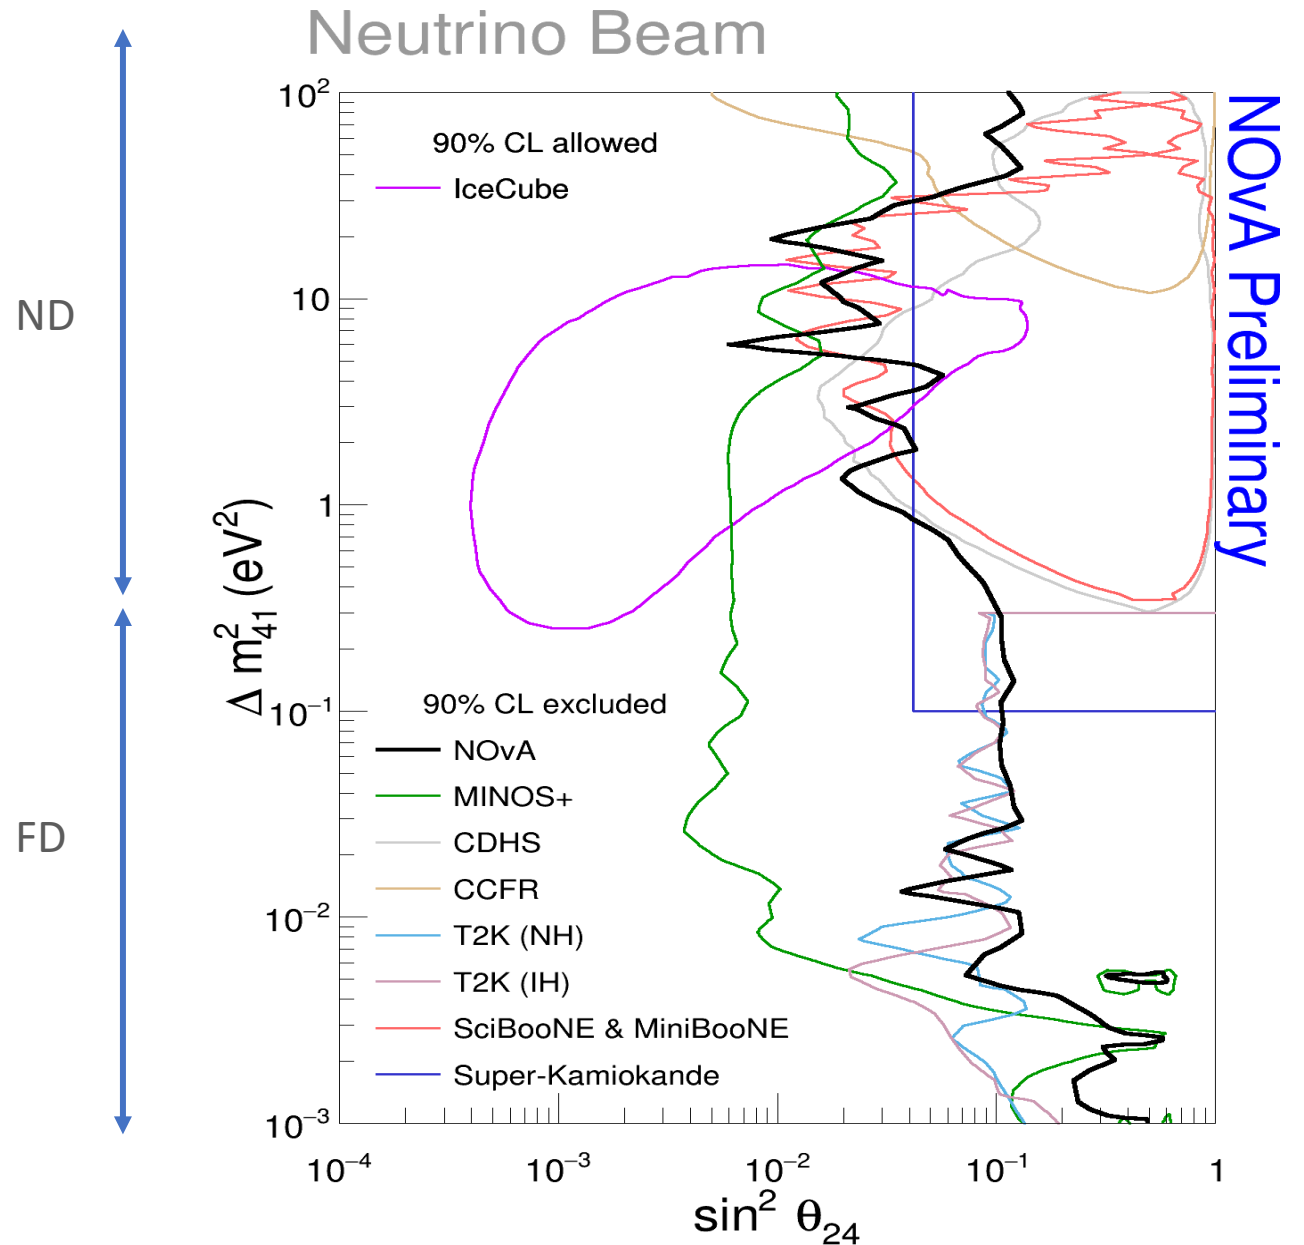 Neutrino Beam
NOvA Preliminary
ND
FD
10²
10
1
10⁻¹
10⁻²
10⁻³
Δ m²₄₁ (eV²)
90% CL allowed
IceCube
90% CL excluded
NOvA
MINOS+
CDHS
CCFR
T2K (NH)
T2K (IH)
SciBooNE & MiniBooNE
Super-Kamiokande
10⁻⁴ 10⁻³ 10⁻² 10⁻¹ 1
sin² θ₂₄